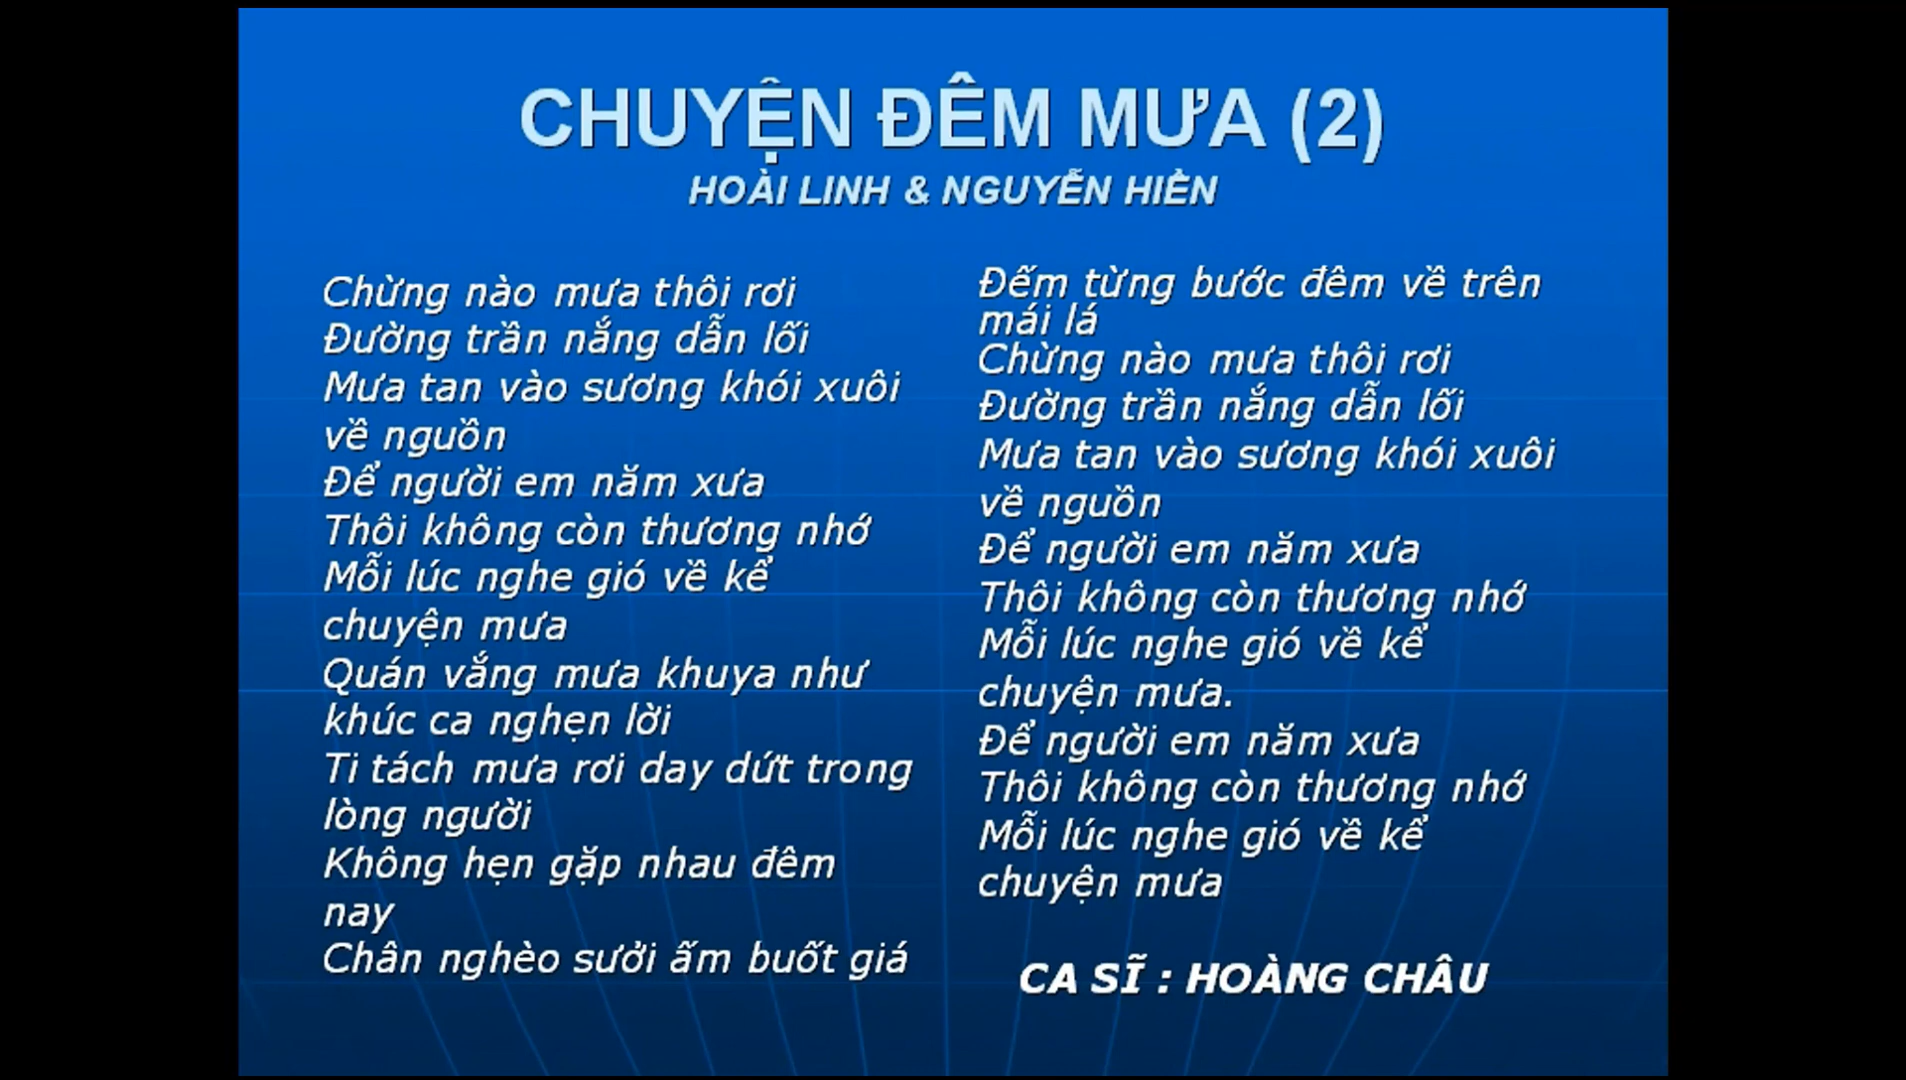 CHUYỆN ĐÊM MƯA (2)
HOÀI LINH & NGUYỄN HIỀN
Chừng nào mưa thôi rơi
Đường trần nắng dẫn lối
Mưa tan vào sương khói xuôi
về nguồn
Để người em năm xưa
Thôi không còn thương nhớ
Mỗi lúc nghe gió về kể
chuyện mưa
Quán vắng mưa khuya như
khúc ca nghẹn lời
Ti tách mưa rơi day dứt trong
lòng người
Không hẹn gặp nhau đêm
nay
Chân nghèo sưởi ấm buốt giá
Đếm từng bước đêm về trên
mái lá
Chừng nào mưa thôi rơi
Đường trần nắng dẫn lối
Mưa tan vào sương khói xuôi
về nguồn
Để người em năm xưa
Thôi không còn thương nhớ
Mỗi lúc nghe gió về kể
chuyện mưa.
Để người em năm xưa
Thôi không còn thương nhớ
Mỗi lúc nghe gió về kể
chuyện mưa
CA SĨ : HOÀNG CHÂU